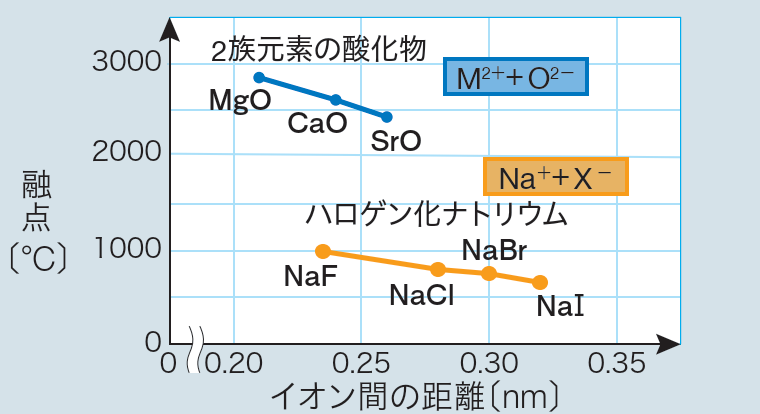 3000
2000
1000
0
融点
〔℃〕
2族元素の酸化物
M²⁺+O²⁻
MgO
CaO
SrO
Na⁺+X⁻
ハロゲン化ナトリウム
NaF
NaCl
NaBr
NaI
0 0.20 0.25 0.30 0.35
イオン間の距離〔nm〕